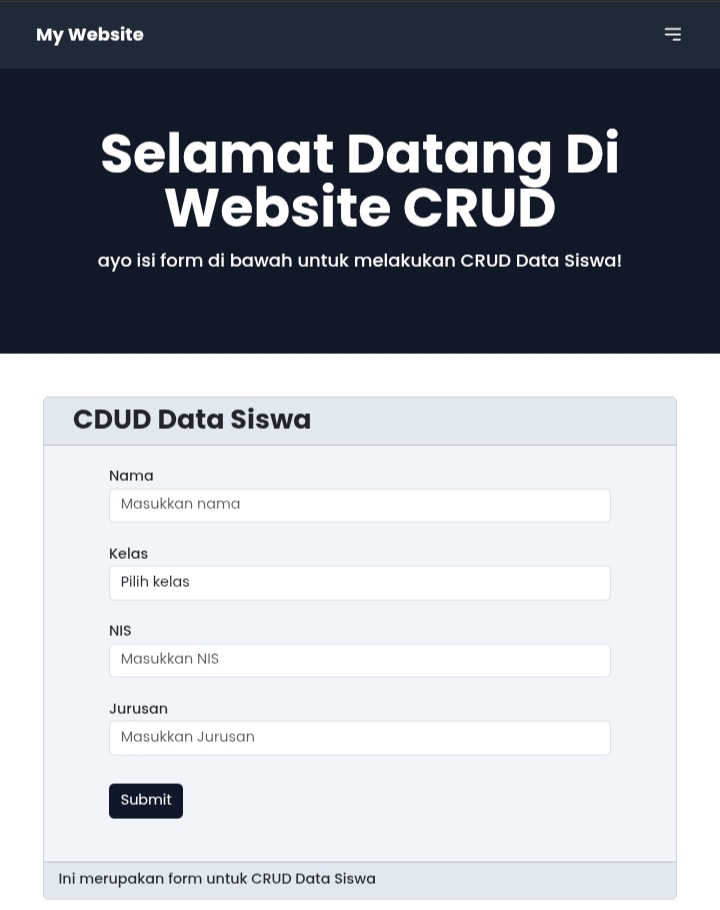 My Website
Selamat Datang Di
Website CRUD
ayo isi form di bawah untuk melakukan CRUD Data Siswa!
CDUD Data Siswa
Nama
Masukkan nama
Kelas
Pilih kelas
NIS
Masukkan NIS
Jurusan
Masukkan Jurusan
Submit
Ini merupakan form untuk CRUD Data Siswa